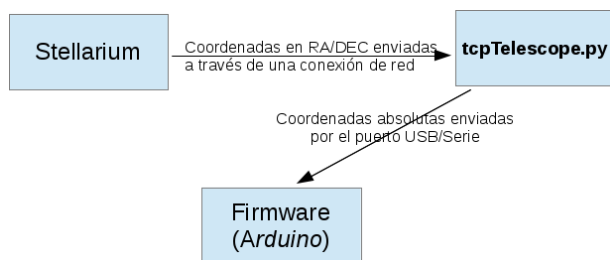 Stellarium
Coordenadas en RA/DEC enviadas
a través de una conexión de red
tcpTelescope.py
Coordenadas absolutas enviadas
por el puerto USB/Serie
Firmware
(Arduino)